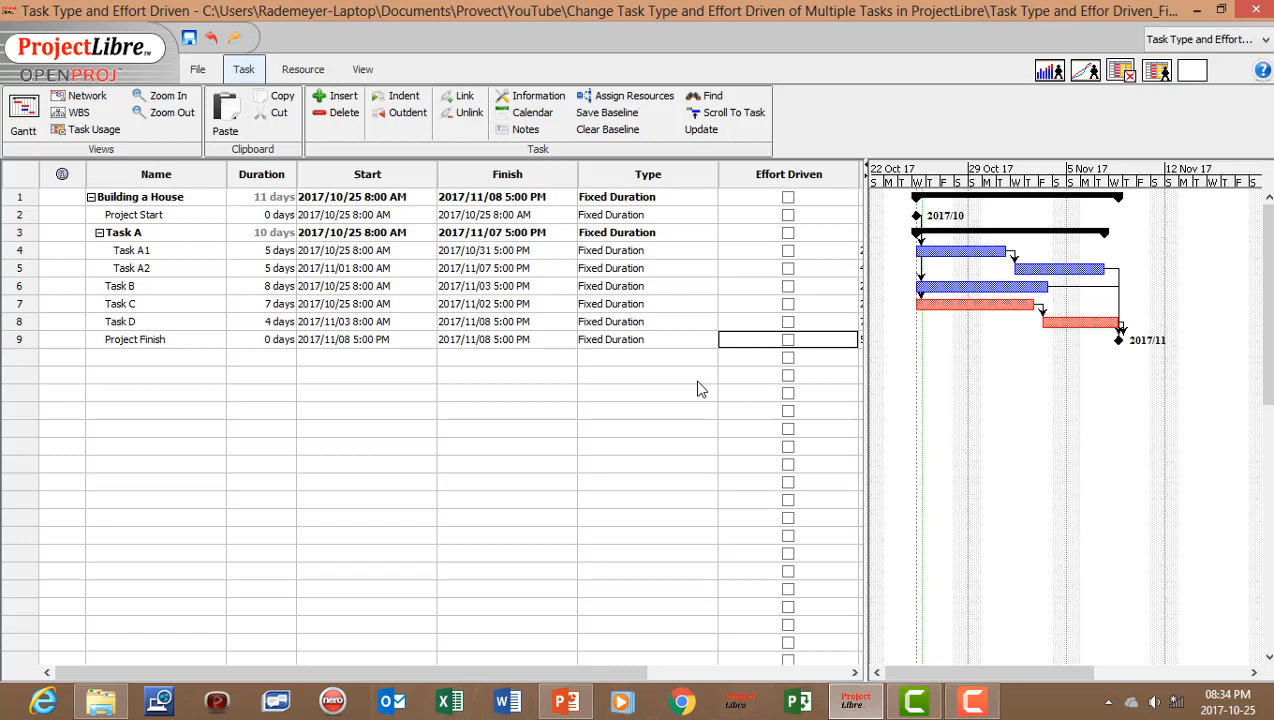 Task Type and Effort Driven - C:\Users\Rademeyer-Laptop\Documents\Provect\YouTube\Change Task Type and Effort Driven of Multiple Tasks in ProjectLibre\Task Type and Effor Driven_Fi...
ProjectLibre™
OPENPROJ™
File
Task
Resource
View
Task Type and Effort...
Gantt
Network
WBS
Task Usage
Zoom In
Zoom Out
Views
Paste
Copy
Cut
Clipboard
Insert
Delete
Indent
Outdent
Link
Unlink
Information
Calendar
Notes
Assign Resources
Save Baseline
Clear Baseline
Find
Scroll To Task
Update
Task
Name Duration Start Finish Type Effort Driven
1 Building a House 11 days 2017/10/25 8:00 AM 2017/11/08 5:00 PM Fixed Duration
2 Project Start 0 days 2017/10/25 8:00 AM 2017/10/25 8:00 AM Fixed Duration
3 Task A 10 days 2017/10/25 8:00 AM 2017/11/07 5:00 PM Fixed Duration
4 Task A1 5 days 2017/10/25 8:00 AM 2017/10/31 5:00 PM Fixed Duration 2
5 Task A2 5 days 2017/11/01 8:00 AM 2017/11/07 5:00 PM Fixed Duration 4
6 Task B 8 days 2017/10/25 8:00 AM 2017/11/03 5:00 PM Fixed Duration 2
7 Task C 7 days 2017/10/25 8:00 AM 2017/11/02 5:00 PM Fixed Duration 2
8 Task D 4 days 2017/11/03 8:00 AM 2017/11/08 5:00 PM Fixed Duration 7
9 Project Finish 0 days 2017/11/08 5:00 PM 2017/11/08 5:00 PM Fixed Duration 5
22 Oct 17 29 Oct 17 5 Nov 17 12 Nov 17
S M T W T F S S M T W T F S S M T W T F S S M T W T F S
2017/10
2017/11
nero
Project Libre
Project Libre
08:34 PM
2017-10-25